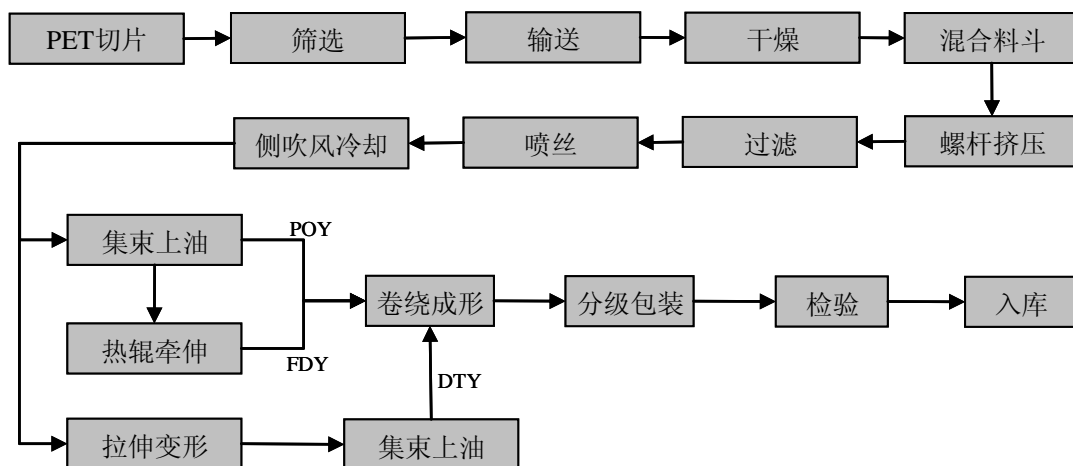 PET切片
筛选
输送
干燥
混合料斗
侧吹风冷却
喷丝
过滤
螺杆挤压
集束上油
POY
卷绕成形
分级包装
检验
入库
热辊牵伸
FDY
DTY
拉伸变形
集束上油